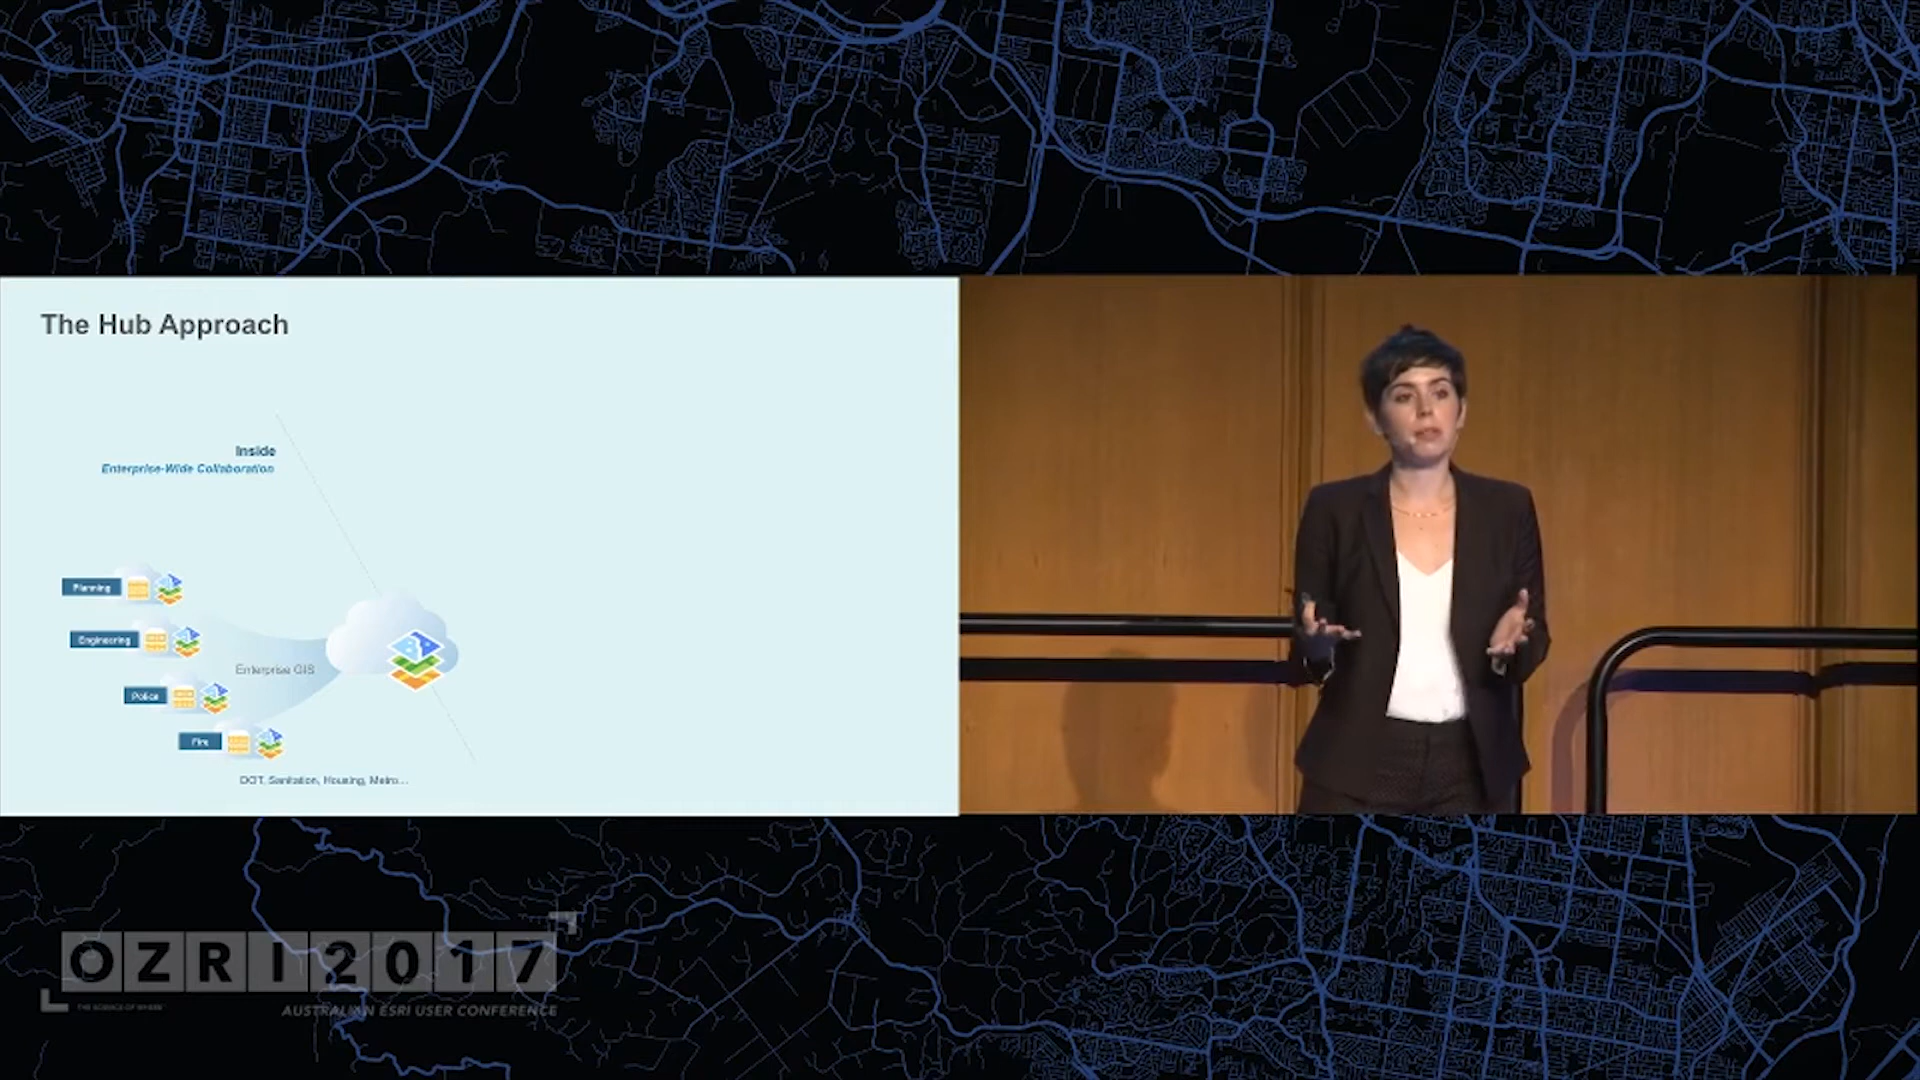 The Hub Approach
Inside
Enterprise-Wide Collaboration
Planning
Engineering
Enterprise GIS
Police
Fire
DOT, Sanitation, Housing, Metro...
OZRI 2017
THE SCIENCE OF WHERE
AUSTRALIAN ESRI USER CONFERENCE